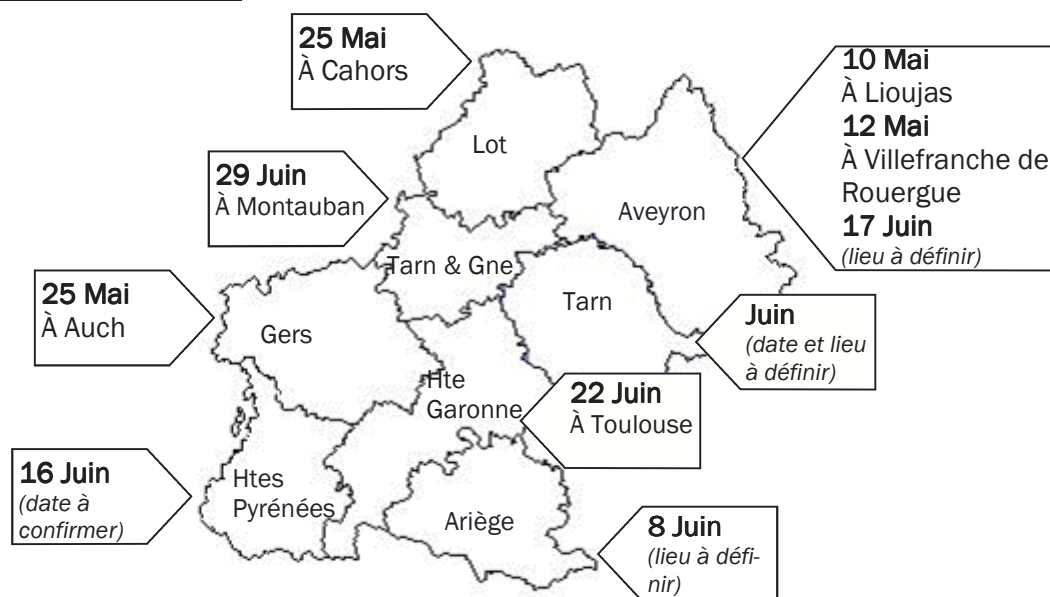 25 Mai
À Cahors
10 Mai
À Lioujas
12 Mai
À Villefranche de
Rouergue
17 Juin
(lieu à définir)
Lot
29 Juin
À Montauban
Aveyron
Tarn & Gne
25 Mai
À Auch
Tarn
Gers
Juin
(date et lieu
à définir)
Hte
Garonne
22 Juin
À Toulouse
16 Juin
(date à
confirmer)
Htes
Pyrénées
Ariège
8 Juin
(lieu à défi-
nir)